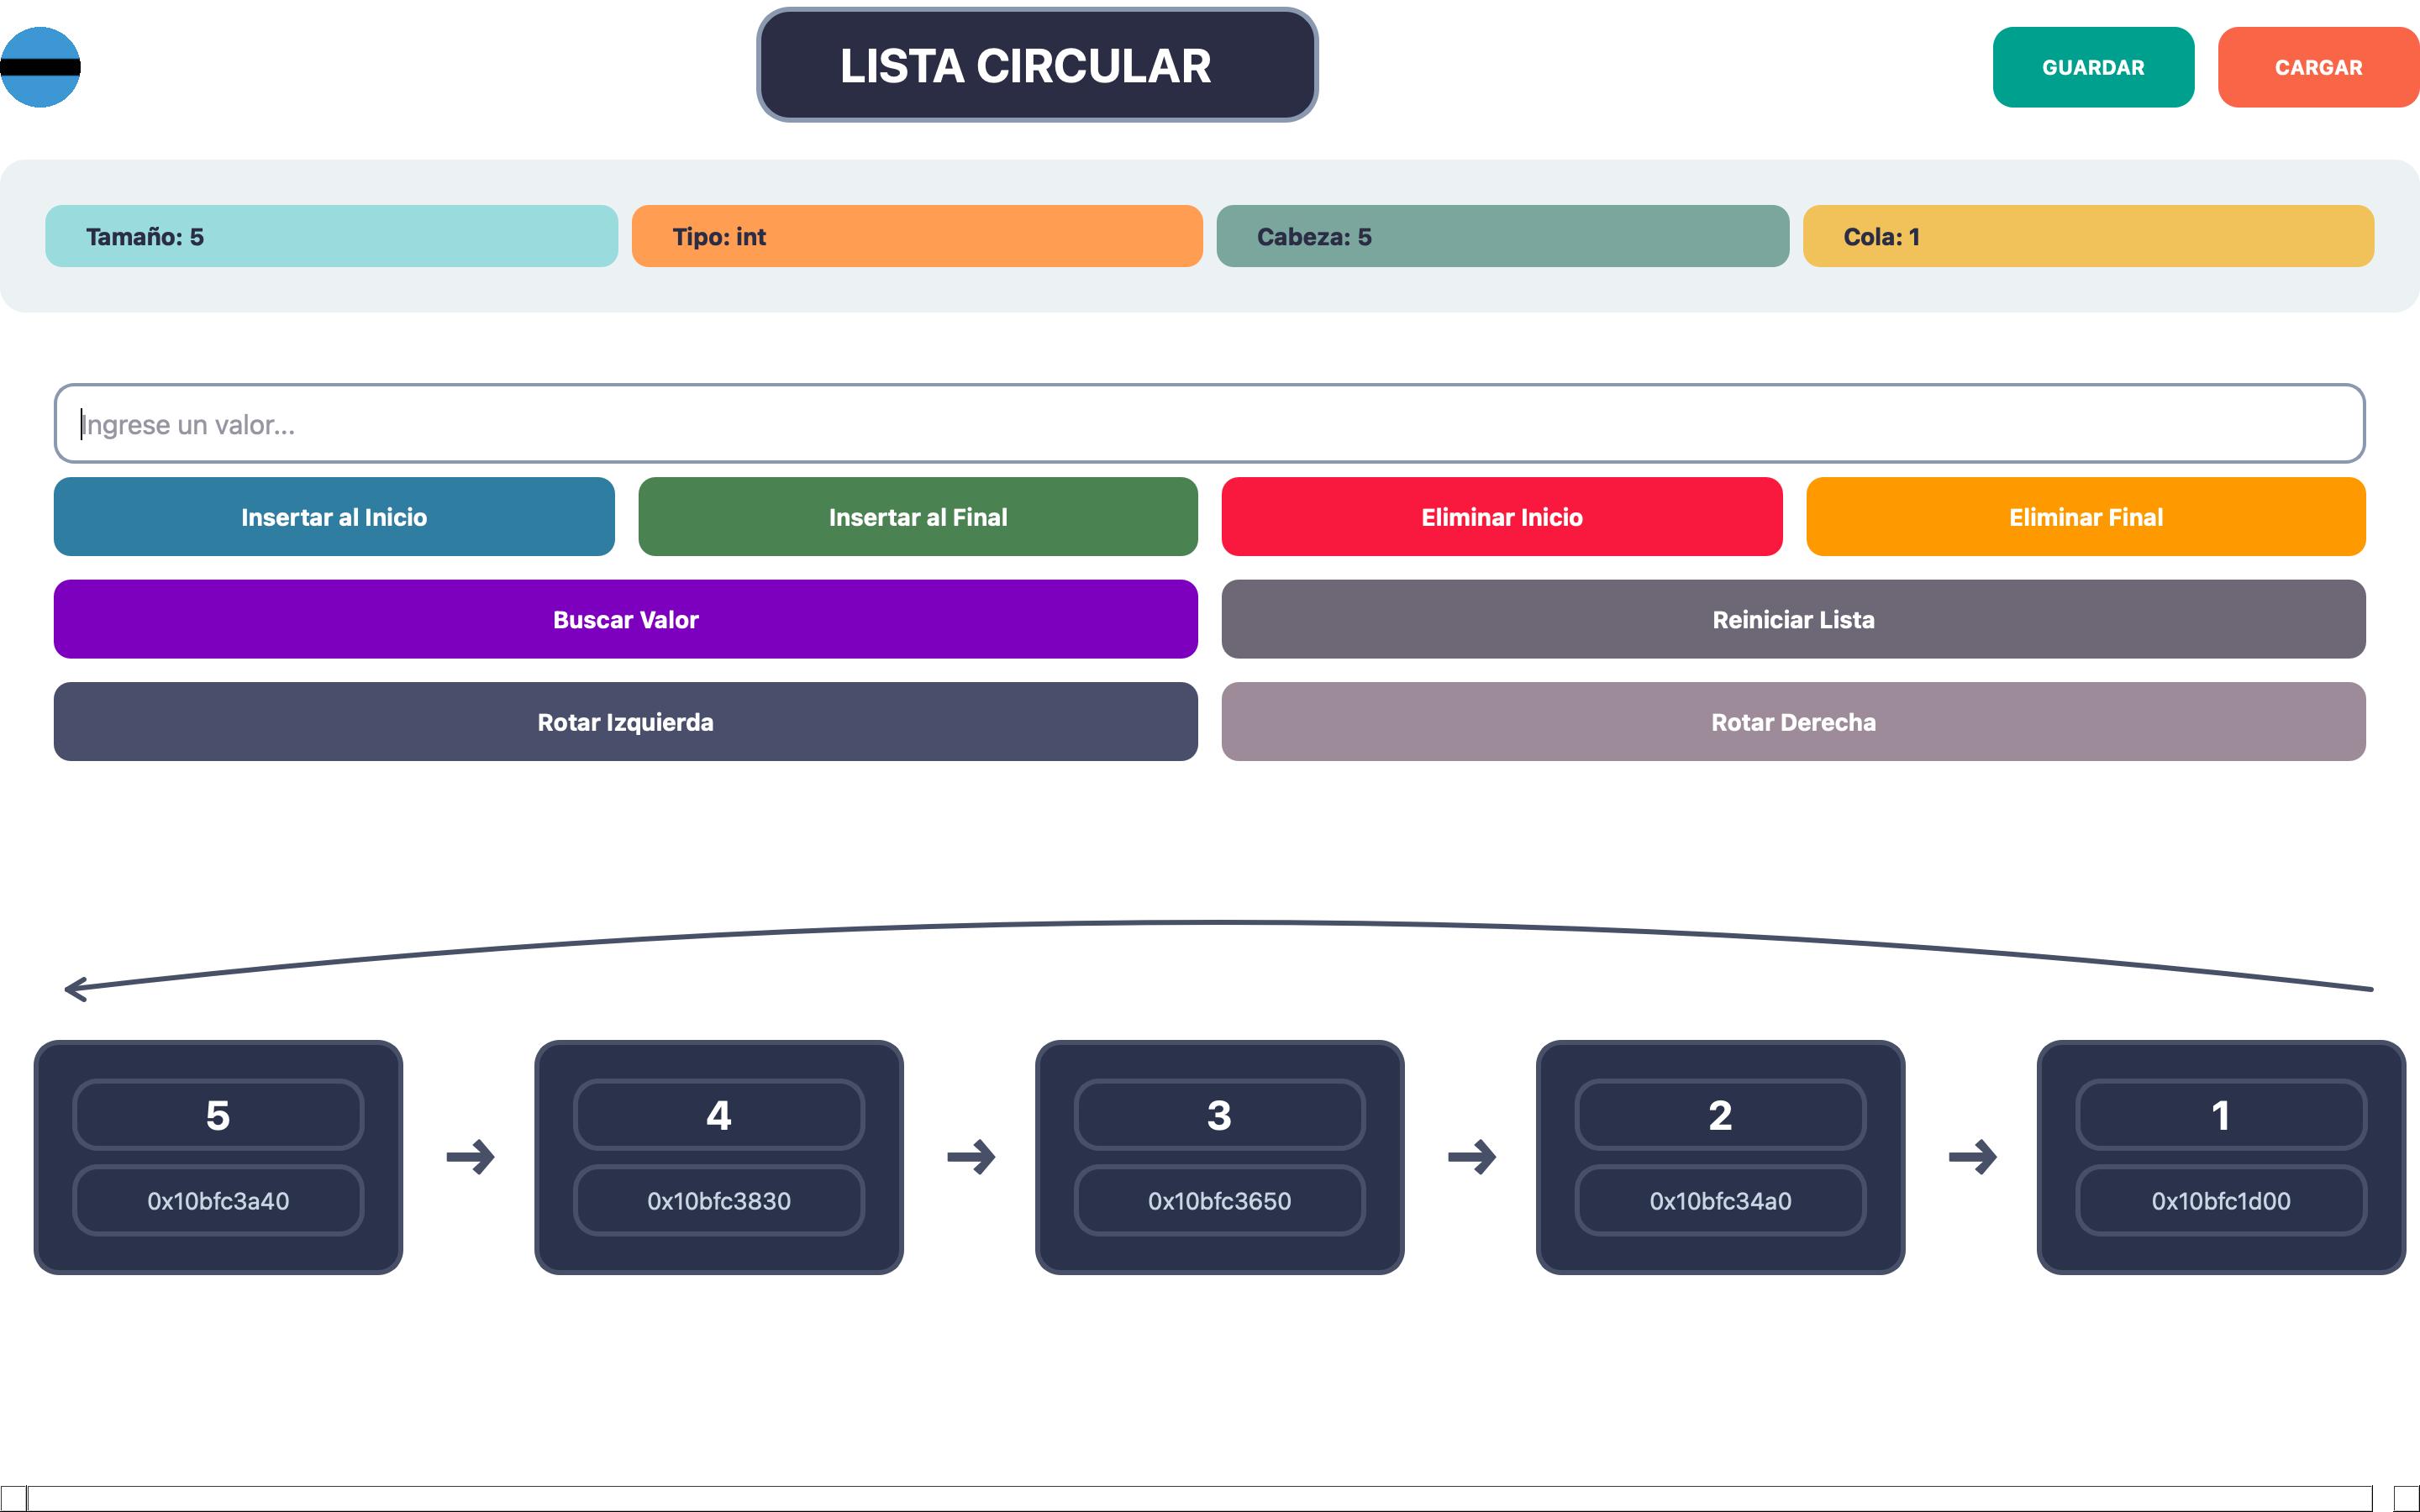 LISTA CIRCULAR
GUARDAR
CARGAR
Tamaño: 5
Tipo: int
Cabeza: 5
Cola: 1
Ingrese un valor...
Insertar al Inicio
Insertar al Final
Eliminar Inicio
Eliminar Final
Buscar Valor
Reiniciar Lista
Rotar Izquierda
Rotar Derecha
5
4
3
2
1
0x10bfc3a40
0x10bfc3830
0x10bfc3650
0x10bfc34a0
0x10bfc1d00